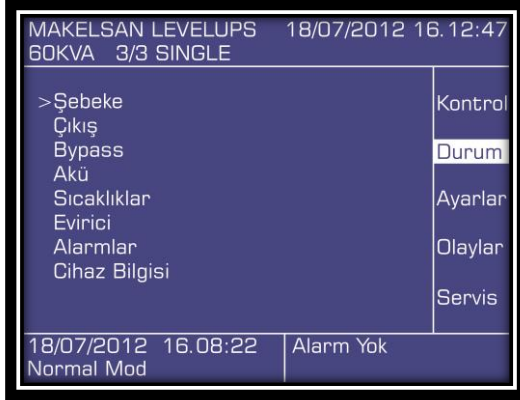 MAKELSAN LEVELUPS 18/07/2012 16.12:47
60KVA 3/3 SINGLE
>Şebeke
Çıkış
Bypass
Akü
Sıcaklıklar
Evirici
Alarmlar
Cihaz Bilgisi
Kontrol
Durum
Ayarlar
Olaylar
Servis
18/07/2012 16.08:22
Normal Mod
Alarm Yok